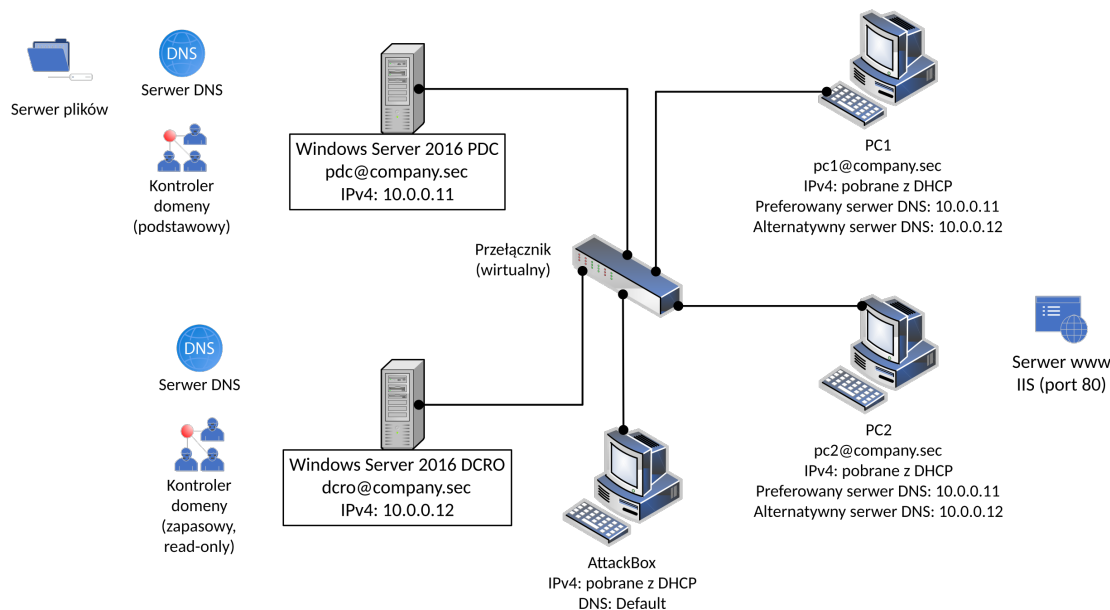 DNS
Serwer DNS
Serwer plików
Kontroler
domeny
(podstawowy)
Windows Server 2016 PDC
pdc@company.sec
IPv4: 10.0.0.11
PC1
pc1@company.sec
IPv4: pobrane z DHCP
Preferowany serwer DNS: 10.0.0.11
Alternatywny serwer DNS: 10.0.0.12
Przełącznik
(wirtualny)
DNS
Serwer DNS
Kontroler
domeny
(zapasowy,
read-only)
Windows Server 2016 DCRO
dcro@company.sec
IPv4: 10.0.0.12
Serwer www
IIS (port 80)
PC2
pc2@company.sec
IPv4: pobrane z DHCP
Preferowany serwer DNS: 10.0.0.11
Alternatywny serwer DNS: 10.0.0.12
AttackBox
IPv4: pobrane z DHCP
DNS: Default